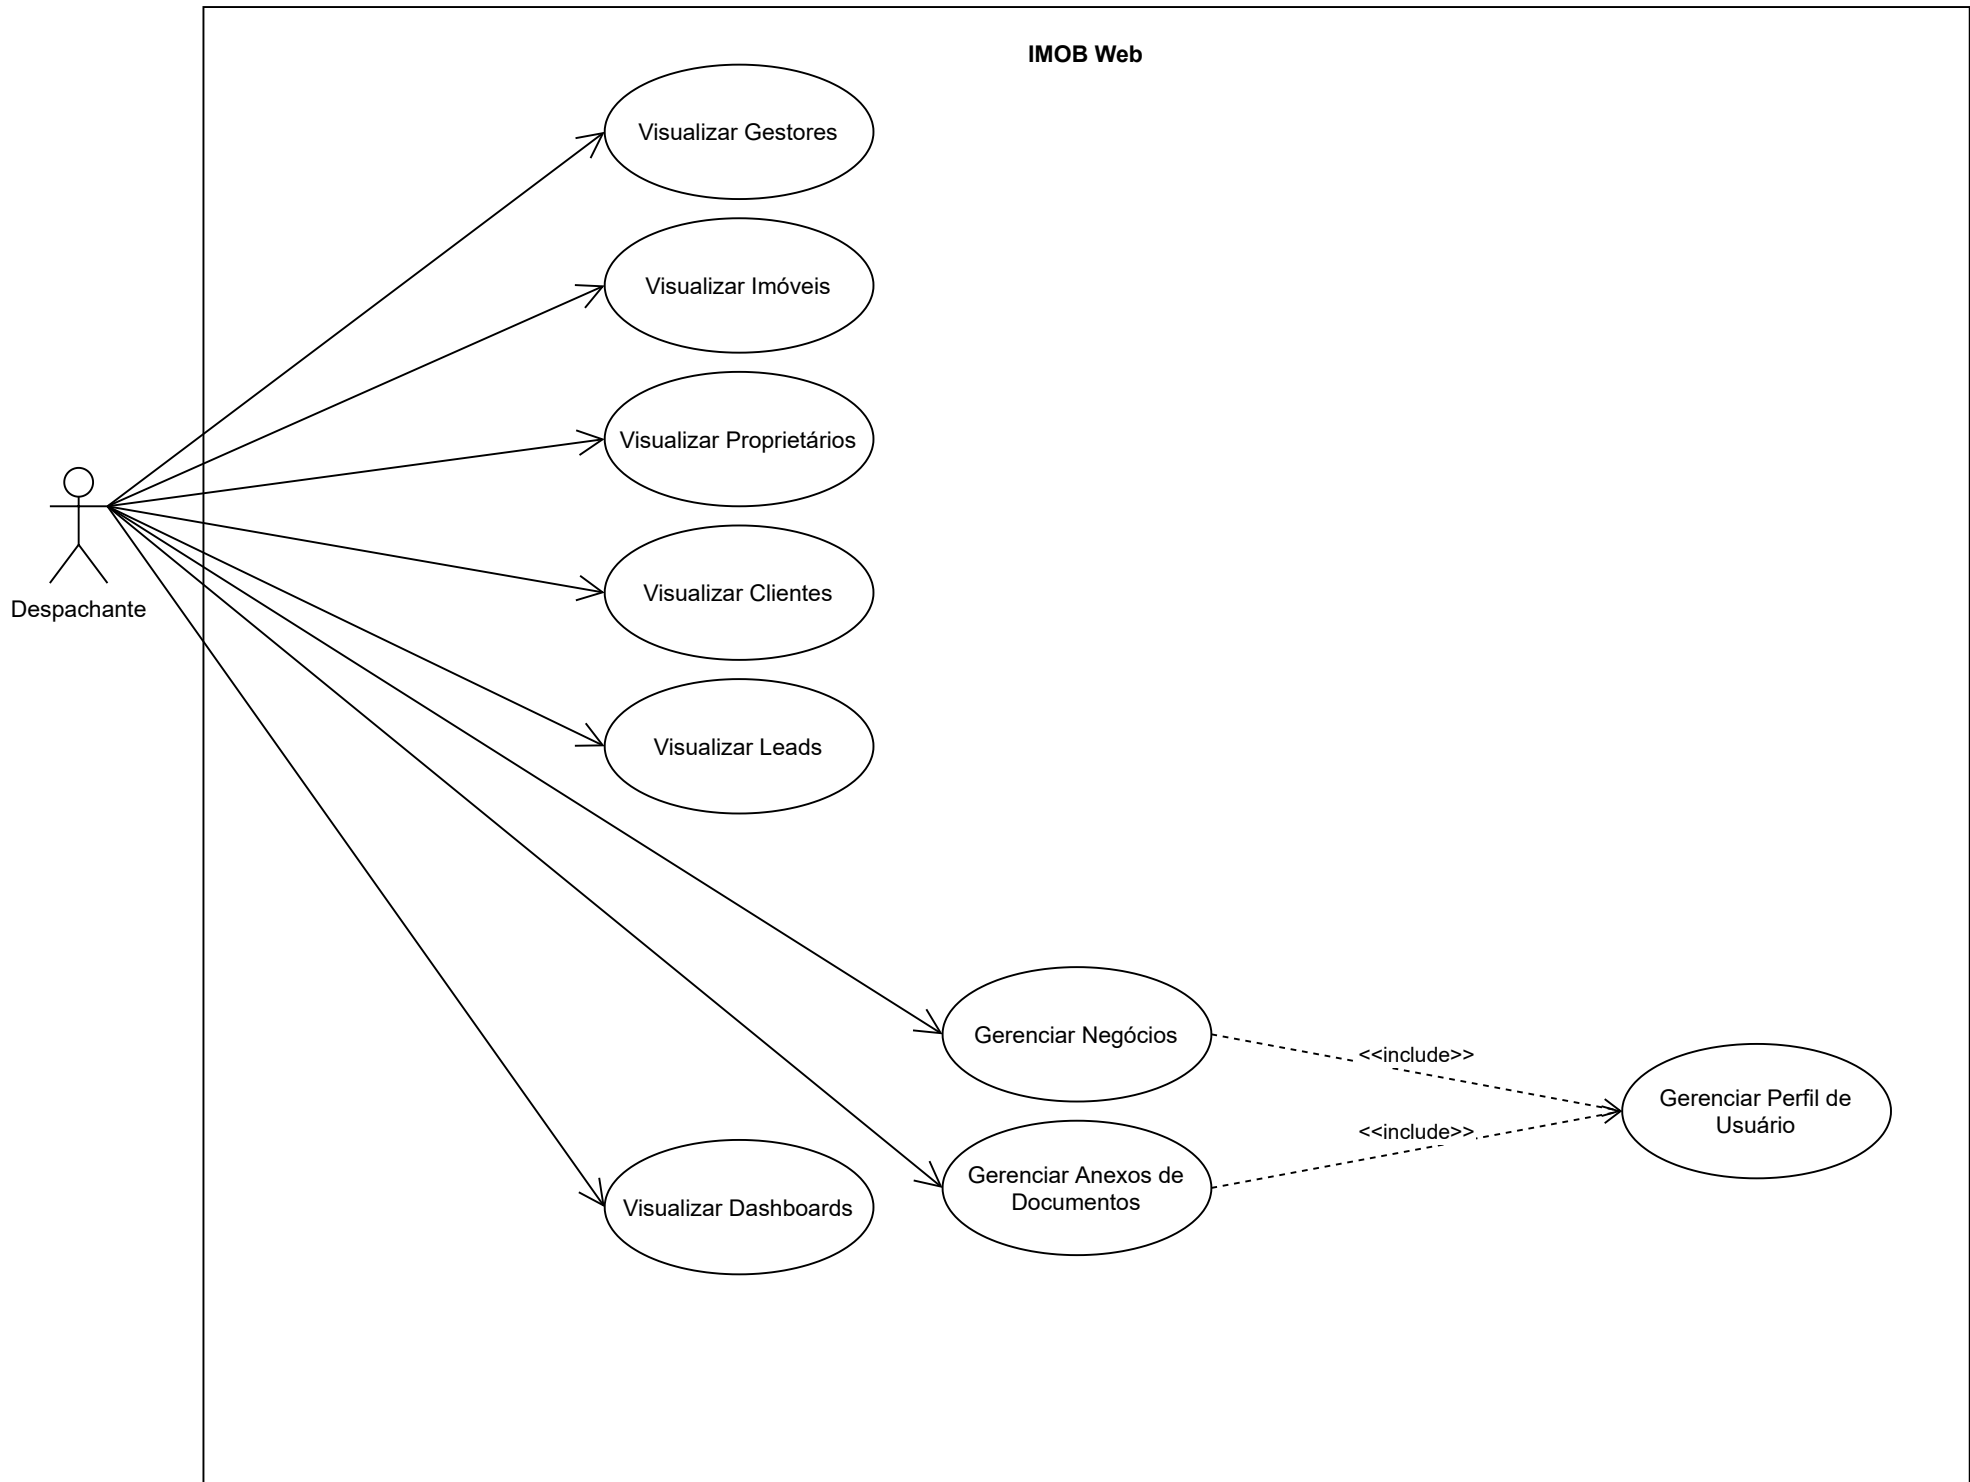 IMOB Web
Visualizar Gestores
Visualizar Imóveis
Visualizar Proprietários
Despachante
Visualizar Clientes
Visualizar Leads
Gerenciar Negócios
<<include>>
Gerenciar Perfil de
Usuário
<<include>>
Gerenciar Anexos de
Documentos
Visualizar Dashboards